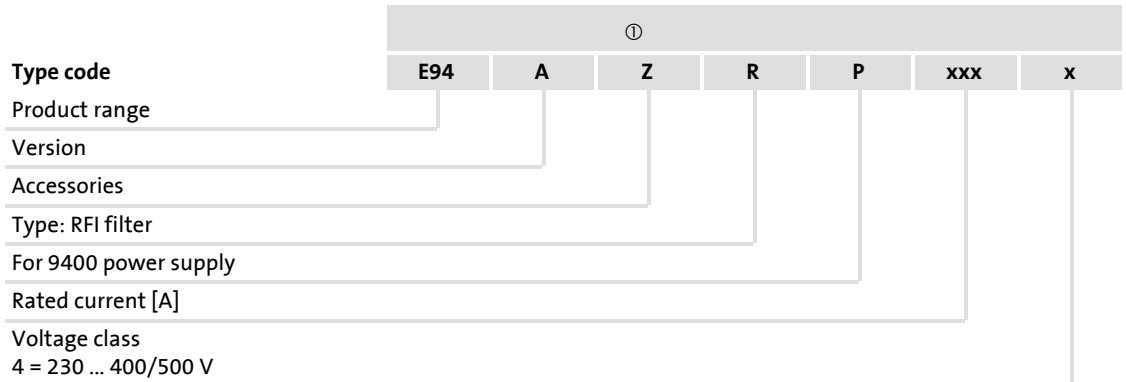 ①
Type code E94 A Z R P xxx x
Product range
Version
Accessories
Type: RFI filter
For 9400 power supply
Rated current [A]
Voltage class
4 = 230 ... 400/500 V